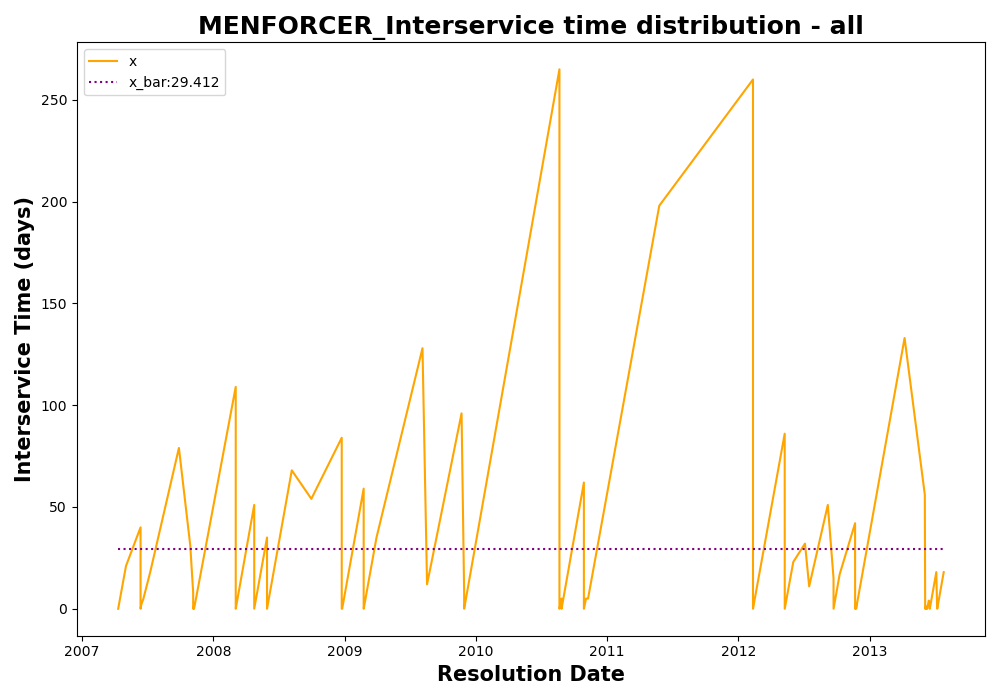 MENFORCER_Interservice time distribution - all
x
x_bar:29.412
Interservice Time (days)
250
200
150
100
50
0
2007 2008 2009 2010 2011 2012 2013
Resolution Date